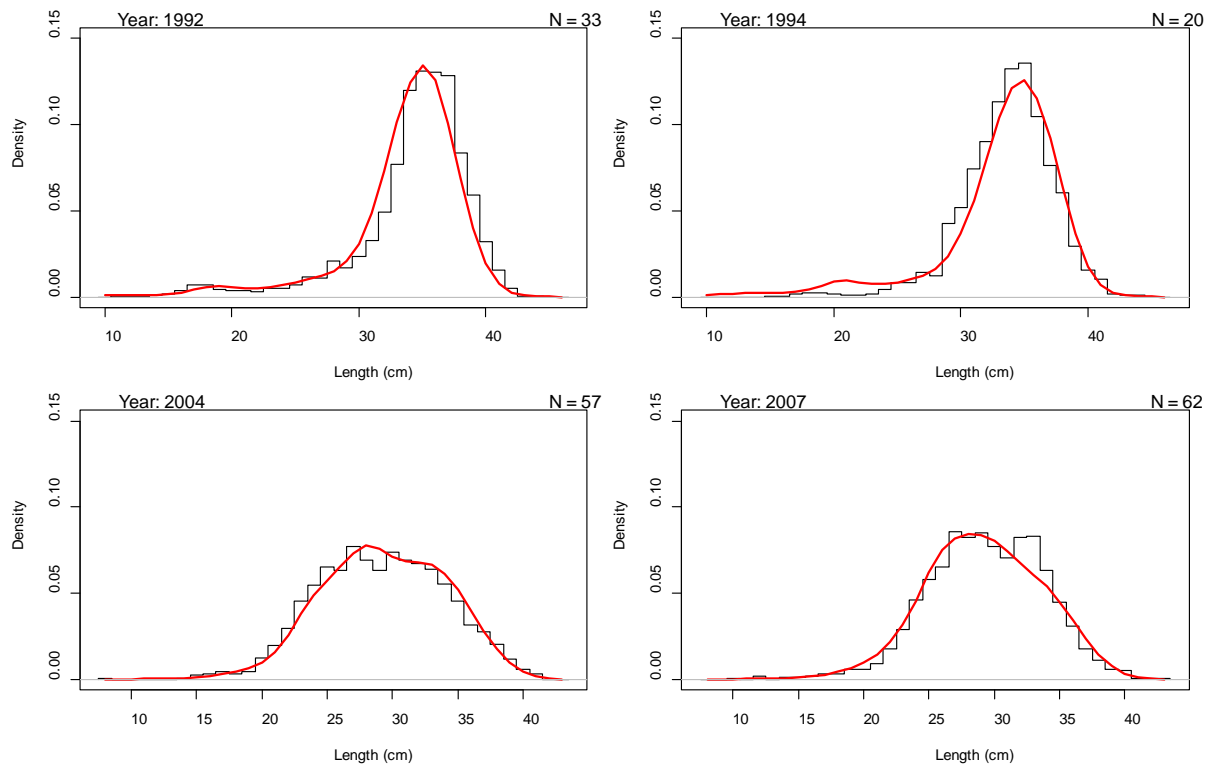 Year: 1992 N = 33
0.15
0.10
0.05
0.00
Density
10 20 30 40
Length (cm)
Year: 1994 N = 20
0.15
0.10
0.05
0.00
Density
10 20 30 40
Length (cm)
Year: 2004 N = 57
0.15
0.10
0.05
0.00
Density
10 15 20 25 30 35 40
Length (cm)
Year: 2007 N = 62
0.15
0.10
0.05
0.00
Density
10 15 20 25 30 35 40
Length (cm)